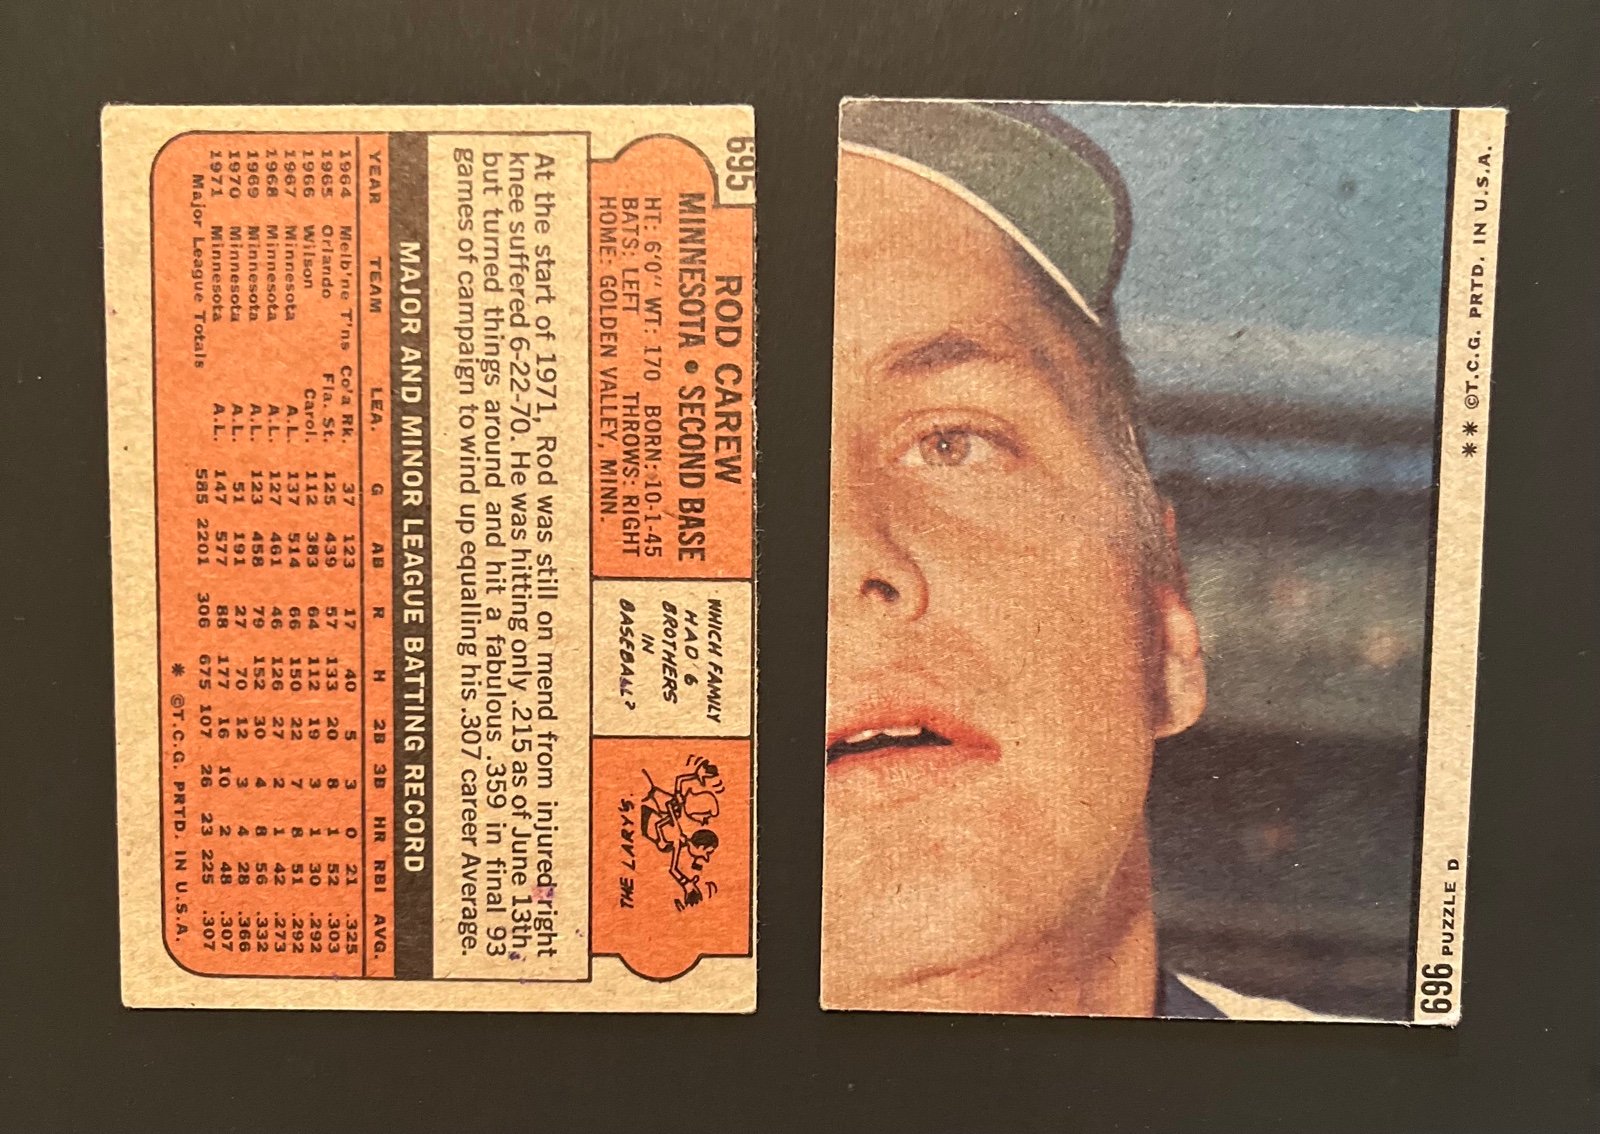 695
ROD CAREW
MINNESOTA • SECOND BASE
HT: 6'0" WT: 170 BORN: 10-1-45
BATS: LEFT THROWS: RIGHT
HOME: GOLDEN VALLEY, MINN.
WHICH FAMILY
HAD 6
BROTHERS
IN
BASEBALL?
THE LARY'S
At the start of 1971, Rod was still on mend from injured right
knee suffered 6-22-70. He was hitting only .215 as of June 13th,
but turned things around and hit a fabulous .359 in final 93
games of campaign to wind up equalling his .307 career Average.
MAJOR AND MINOR LEAGUE BATTING RECORD
YEAR TEAM LEA. G AB R H 2B 3B HR RBI AVG.
1964 Melb'ne T'ns Co'a Rk. 37 123 17 40 5 3 0 21 .325
1965 Orlando Fla. St. 125 439 57 133 20 8 1 52 .303
1966 Wilson Carol. 112 383 64 112 19 3 1 30 .292
1967 Minnesota A.L. 137 514 66 150 22 7 8 51 .292
1968 Minnesota A.L. 127 461 46 126 27 2 1 42 .273
1969 Minnesota A.L. 123 458 79 152 30 4 8 56 .332
1970 Minnesota A.L. 51 191 27 70 12 3 4 28 .366
1971 Minnesota A.L. 147 577 88 177 16 10 2 48 .307
Major League Totals 585 2201 306 675 107 26 23 225 .307
* ©T.C.G. PRTD. IN U.S.A.
** ©T.C.G. PRTD. IN U.S.A.
696 PUZZLE D